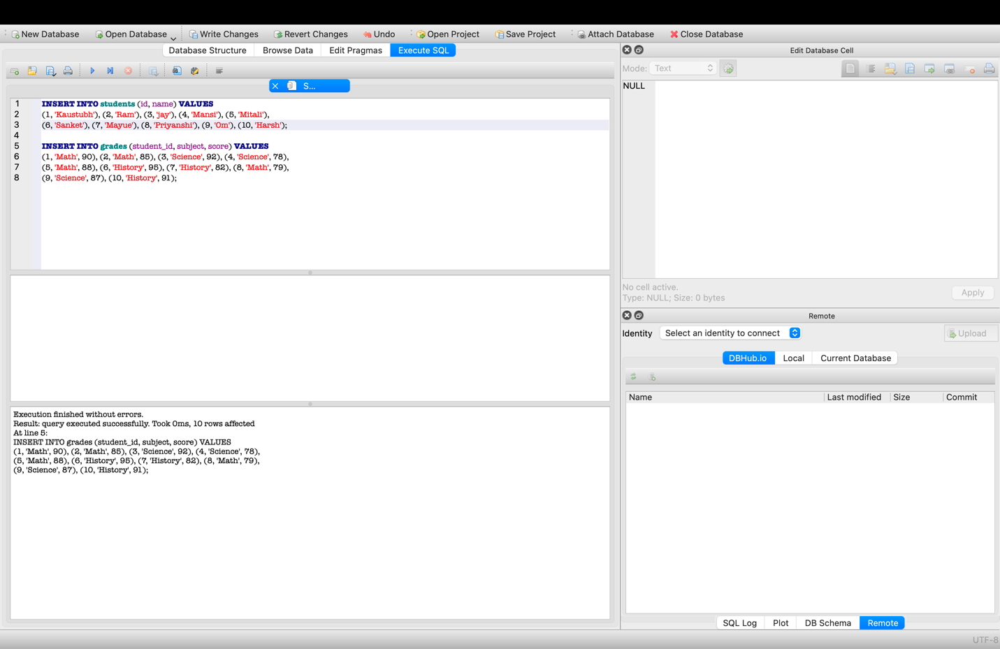 New Database Open Database Write Changes Revert Changes Undo Open Project Save Project Attach Database Close Database
Database Structure Browse Data Edit Pragmas Execute SQL
S...
1 INSERT INTO students (id, name) VALUES
2 (1, 'Kaustubh'), (2, 'Ram'), (3, 'jay'), (4, 'Mansi'), (5, 'Mitali'),
3 (6, 'Sanket'), (7, 'Mayue'), (8, 'Priyanshi'), (9, 'Om'), (10, 'Harsh');
4
5 INSERT INTO grades (student_id, subject, score) VALUES
6 (1, 'Math', 90), (2, 'Math', 85), (3, 'Science', 92), (4, 'Science', 78),
7 (5, 'Math', 88), (6, 'History', 95), (7, 'History', 82), (8, 'Math', 79),
8 (9, 'Science', 87), (10, 'History', 91);
Execution finished without errors.
Result: query executed successfully. Took 0ms, 10 rows affected
At line 5:
INSERT INTO grades (student_id, subject, score) VALUES
(1, 'Math', 90), (2, 'Math', 85), (3, 'Science', 92), (4, 'Science', 78),
(5, 'Math', 88), (6, 'History', 95), (7, 'History', 82), (8, 'Math', 79),
(9, 'Science', 87), (10, 'History', 91);
Edit Database Cell
Mode: Text
NULL
No cell active.
Type: NULL; Size: 0 bytes
Apply
Remote
Identity Select an identity to connect Upload
DBHub.io Local Current Database
Name Last modified Size Commit
SQL Log Plot DB Schema Remote
UTF-8